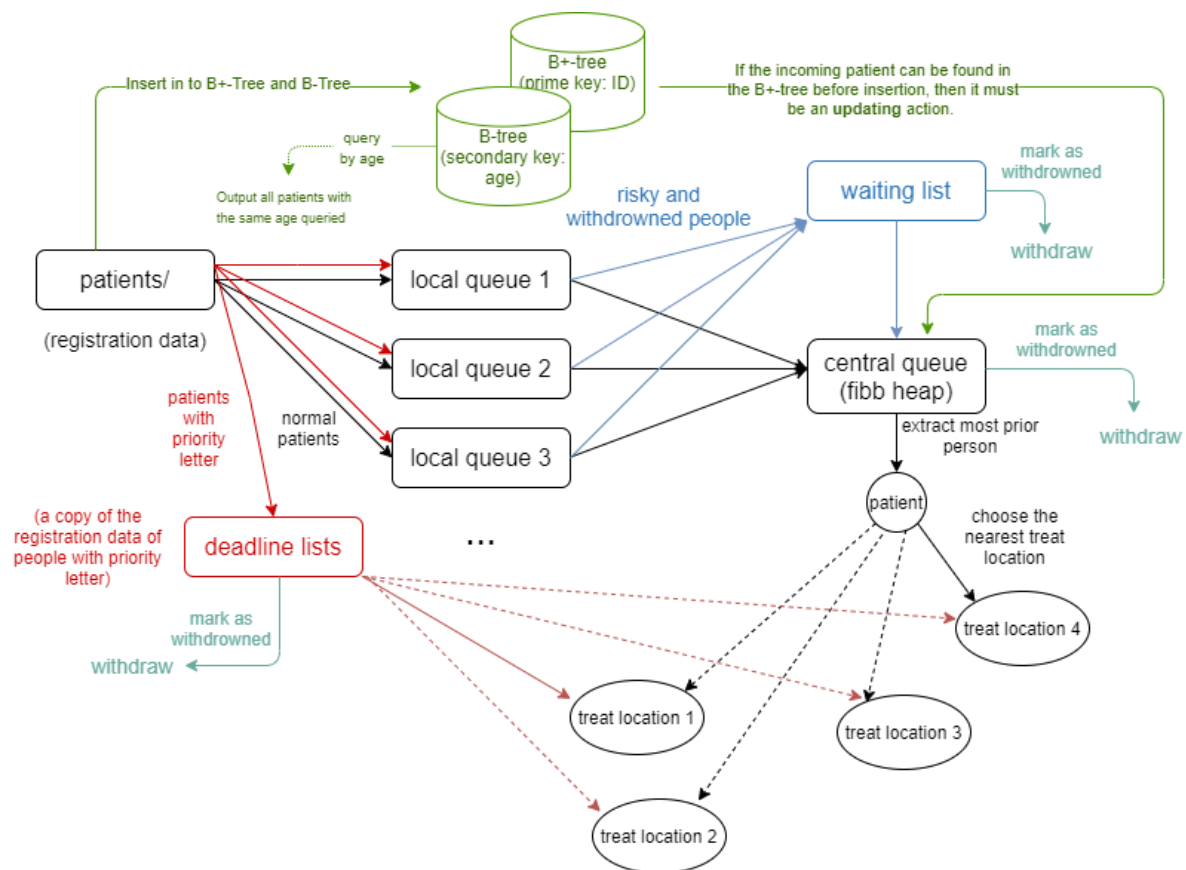 Insert in to B+-Tree and B-Tree
B+-tree
(prime key: ID)
If the incoming patient can be found in
the B+-tree before insertion, then it must
be an updating action.
B-tree
(secondary key:
age)
query
by age
Output all patients with
the same age queried
risky and
withdrowned people
waiting list
mark as
withdrowned
withdraw
patients/
(registration data)
local queue 1
local queue 2
local queue 3
central queue
(fibb heap)
mark as
withdrowned
withdraw
patients
with
priority
letter
normal
patients
extract most prior
person
patient
choose the
nearest treat
location
(a copy of the
registration data of
people with priority
letter)
deadline lists
...
mark as
withdrowned
withdraw
treat location 4
treat location 1
treat location 3
treat location 2